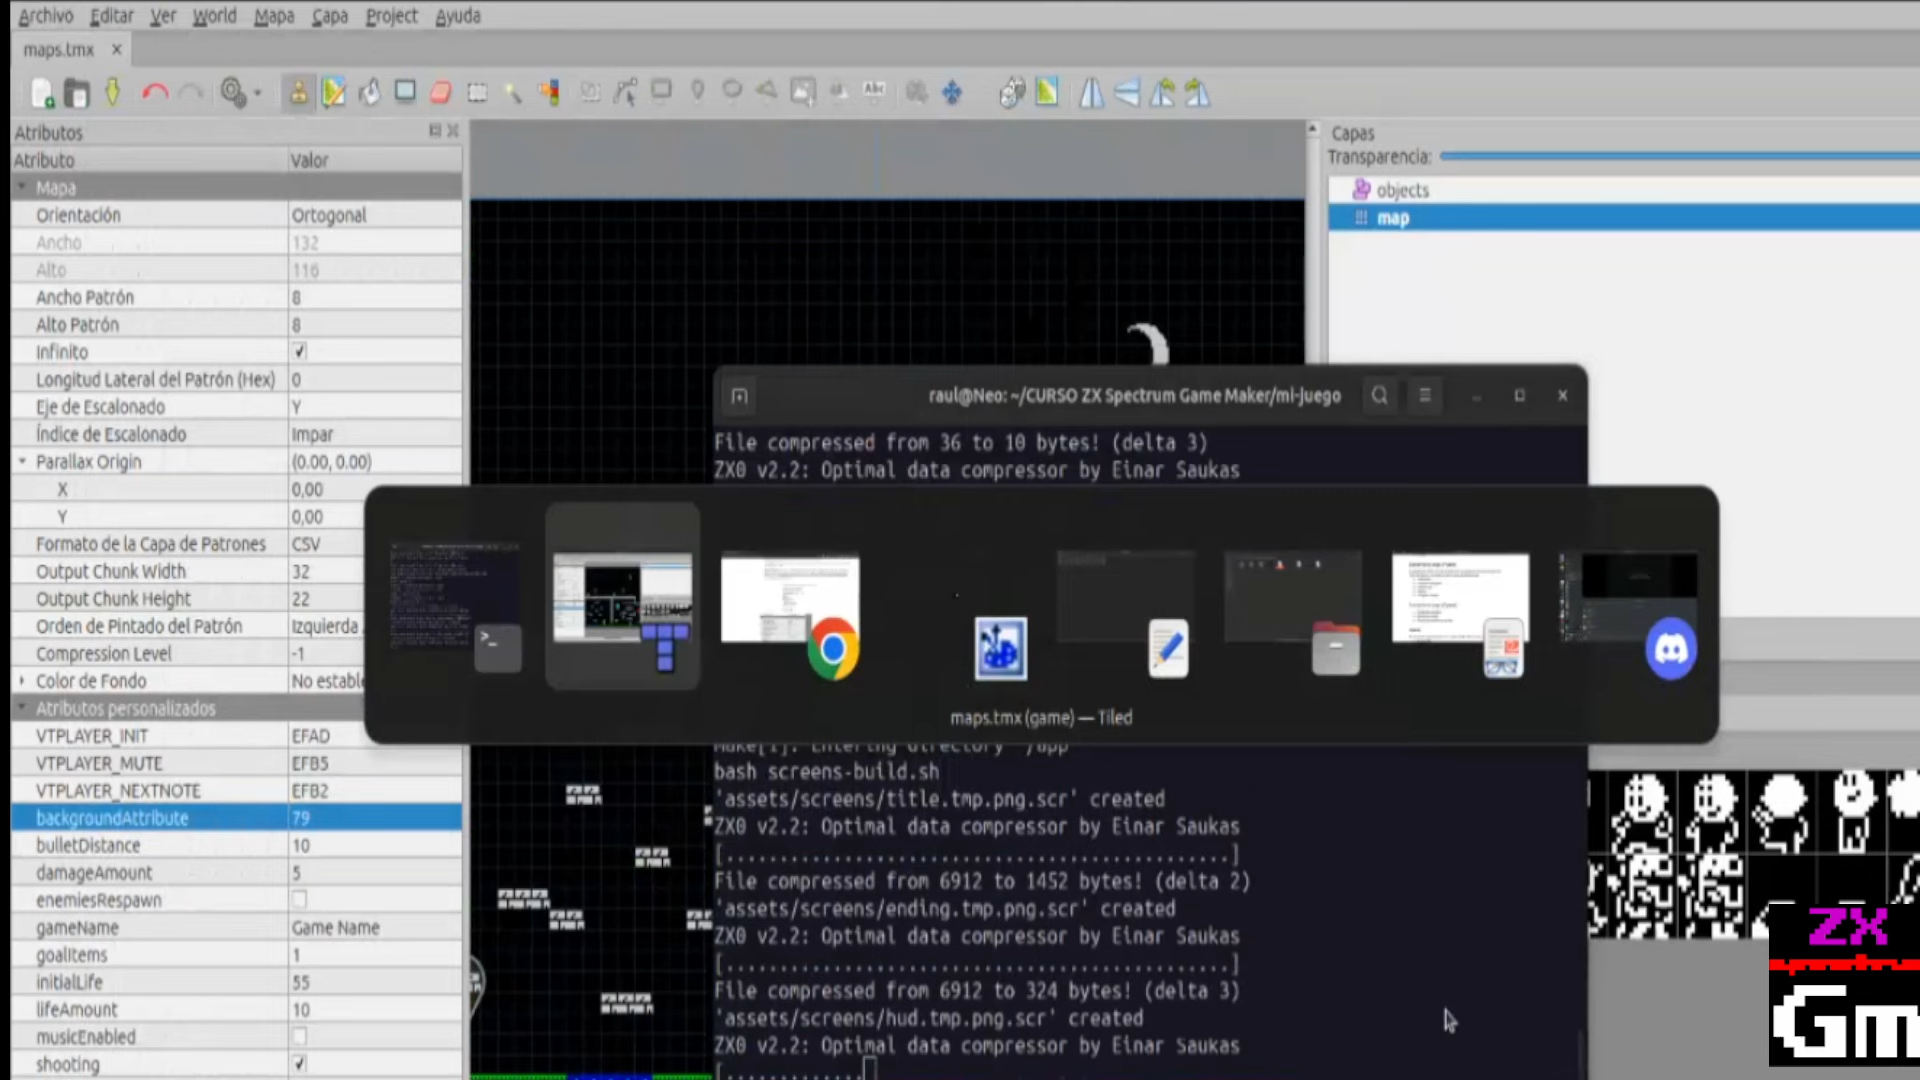 Archivo Editar Ver World Mapa Capa Project Ayuda
maps.tmx
Abc
Atributos
Atributo Valor
Mapa
Orientación Ortogonal
Ancho 132
Alto 116
Ancho Patrón 8
Alto Patrón 8
Infinito
Longitud Lateral del Patrón (Hex) 0
Eje de Escalonado Y
Índice de Escalonado Impar
Parallax Origin (0.00, 0.00)
X 0,00
Y 0,00
Formato de la Capa de Patrones CSV
Output Chunk Width 32
Output Chunk Height 22
Orden de Pintado del Patrón Izquierda
Compression Level -1
Color de Fondo No estable
Atributos personalizados
VTPLAYER_INIT EFAD
VTPLAYER_MUTE EFB5
VTPLAYER_NEXTNOTE EFB2
backgroundAttribute 79
bulletDistance 10
damageAmount 5
enemiesRespawn
gameName Game Name
goalItems 1
initialLife 55
lifeAmount 10
musicEnabled
shooting
Capas
Transparencia:
objects
map
raul@Neo: ~/CURSO ZX Spectrum Game Maker/mi-juego
File compressed from 36 to 10 bytes! (delta 3)
ZX0 v2.2: Optimal data compressor by Einar Saukas
maps.tmx (game) — Tiled
make[1]: Entering directory '/app'
bash screens-build.sh
'assets/screens/title.tmp.png.scr' created
ZX0 v2.2: Optimal data compressor by Einar Saukas
[...............................................]
File compressed from 6912 to 1452 bytes! (delta 2)
'assets/screens/ending.tmp.png.scr' created
ZX0 v2.2: Optimal data compressor by Einar Saukas
[...............................................]
File compressed from 6912 to 324 bytes! (delta 3)
'assets/screens/hud.tmp.png.scr' created
ZX0 v2.2: Optimal data compressor by Einar Saukas
[.............
ZX
Gm